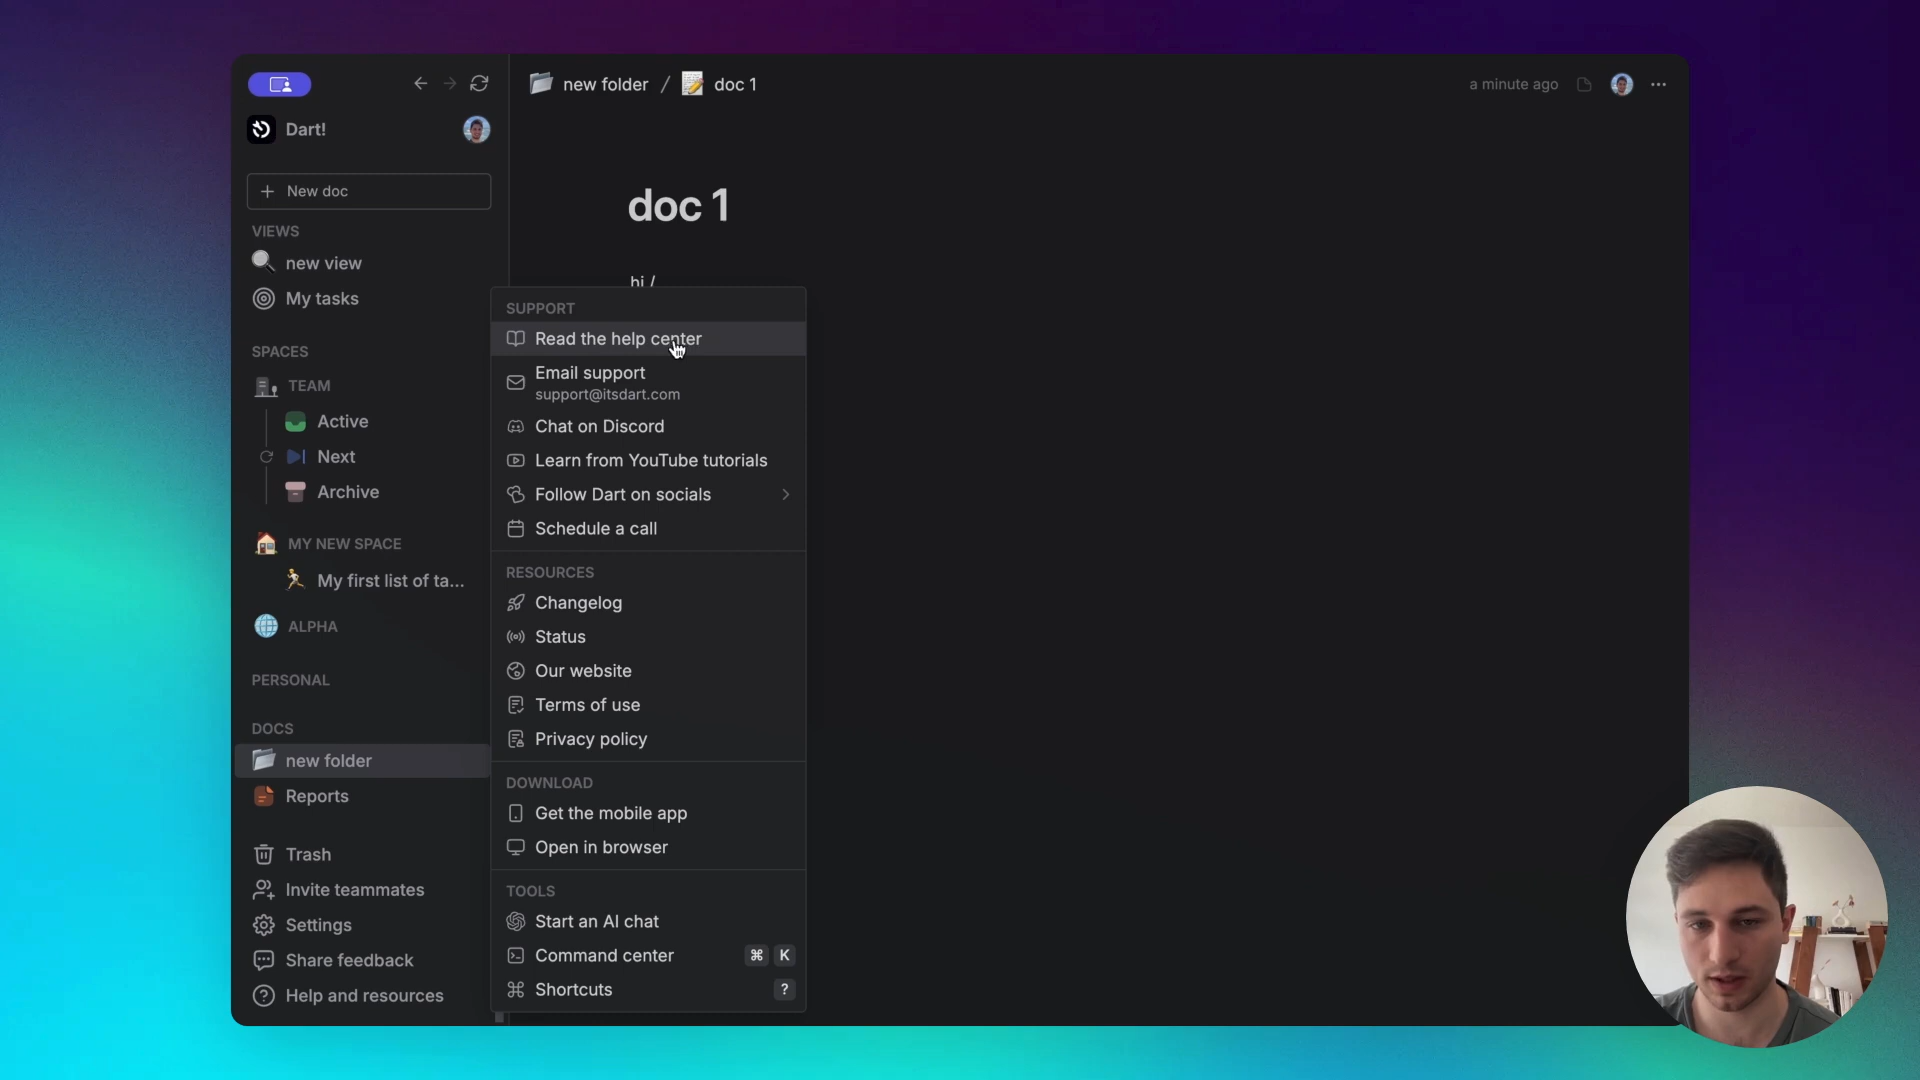 new folder / doc 1
a minute ago
Dart!
New doc
VIEWS
new view
My tasks
SPACES
TEAM
Active
Next
Archive
MY NEW SPACE
My first list of ta...
ALPHA
PERSONAL
DOCS
new folder
Reports
Trash
Invite teammates
Settings
Share feedback
Help and resources
doc 1
hi /
SUPPORT
Read the help center
Email support
support@itsdart.com
Chat on Discord
Learn from YouTube tutorials
Follow Dart on socials
Schedule a call
RESOURCES
Changelog
Status
Our website
Terms of use
Privacy policy
DOWNLOAD
Get the mobile app
Open in browser
TOOLS
Start an AI chat
Command center ⌘ K
Shortcuts ?